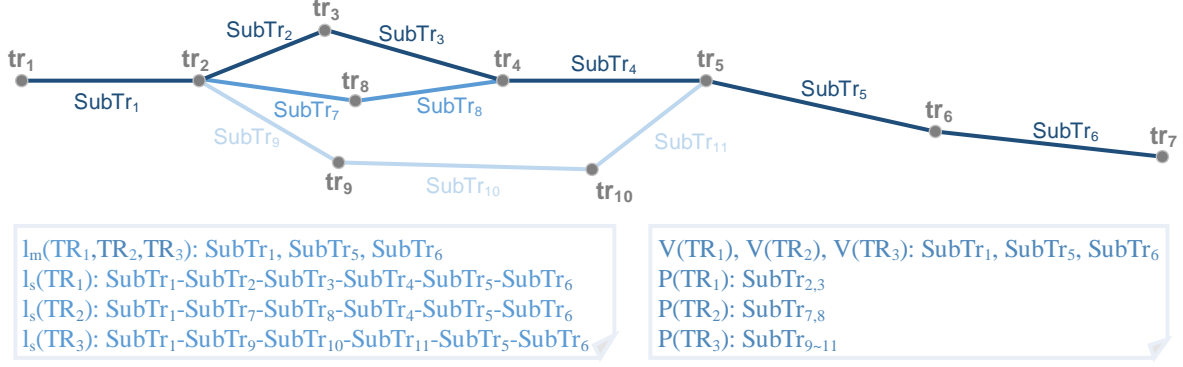 tr₃
SubTr₂
SubTr₃
tr₁
tr₂
tr₄
tr₅
SubTr₄
tr₈
SubTr₁
SubTr₇
SubTr₈
SubTr₅
SubTr₉
tr₆
SubTr₆
tr₇
SubTr₁₁
tr₉
SubTr₁₀
tr₁₀
lₘ(TR₁,TR₂,TR₃): SubTr₁, SubTr₅, SubTr₆
lₛ(TR₁): SubTr₁-SubTr₂-SubTr₃-SubTr₄-SubTr₅-SubTr₆
lₛ(TR₂): SubTr₁-SubTr₇-SubTr₈-SubTr₄-SubTr₅-SubTr₆
lₛ(TR₃): SubTr₁-SubTr₉-SubTr₁₀-SubTr₁₁-SubTr₅-SubTr₆
V(TR₁), V(TR₂), V(TR₃): SubTr₁, SubTr₅, SubTr₆
P(TR₁): SubTr₂,₃
P(TR₂): SubTr₇,₈
P(TR₃): SubTr₉~₁₁